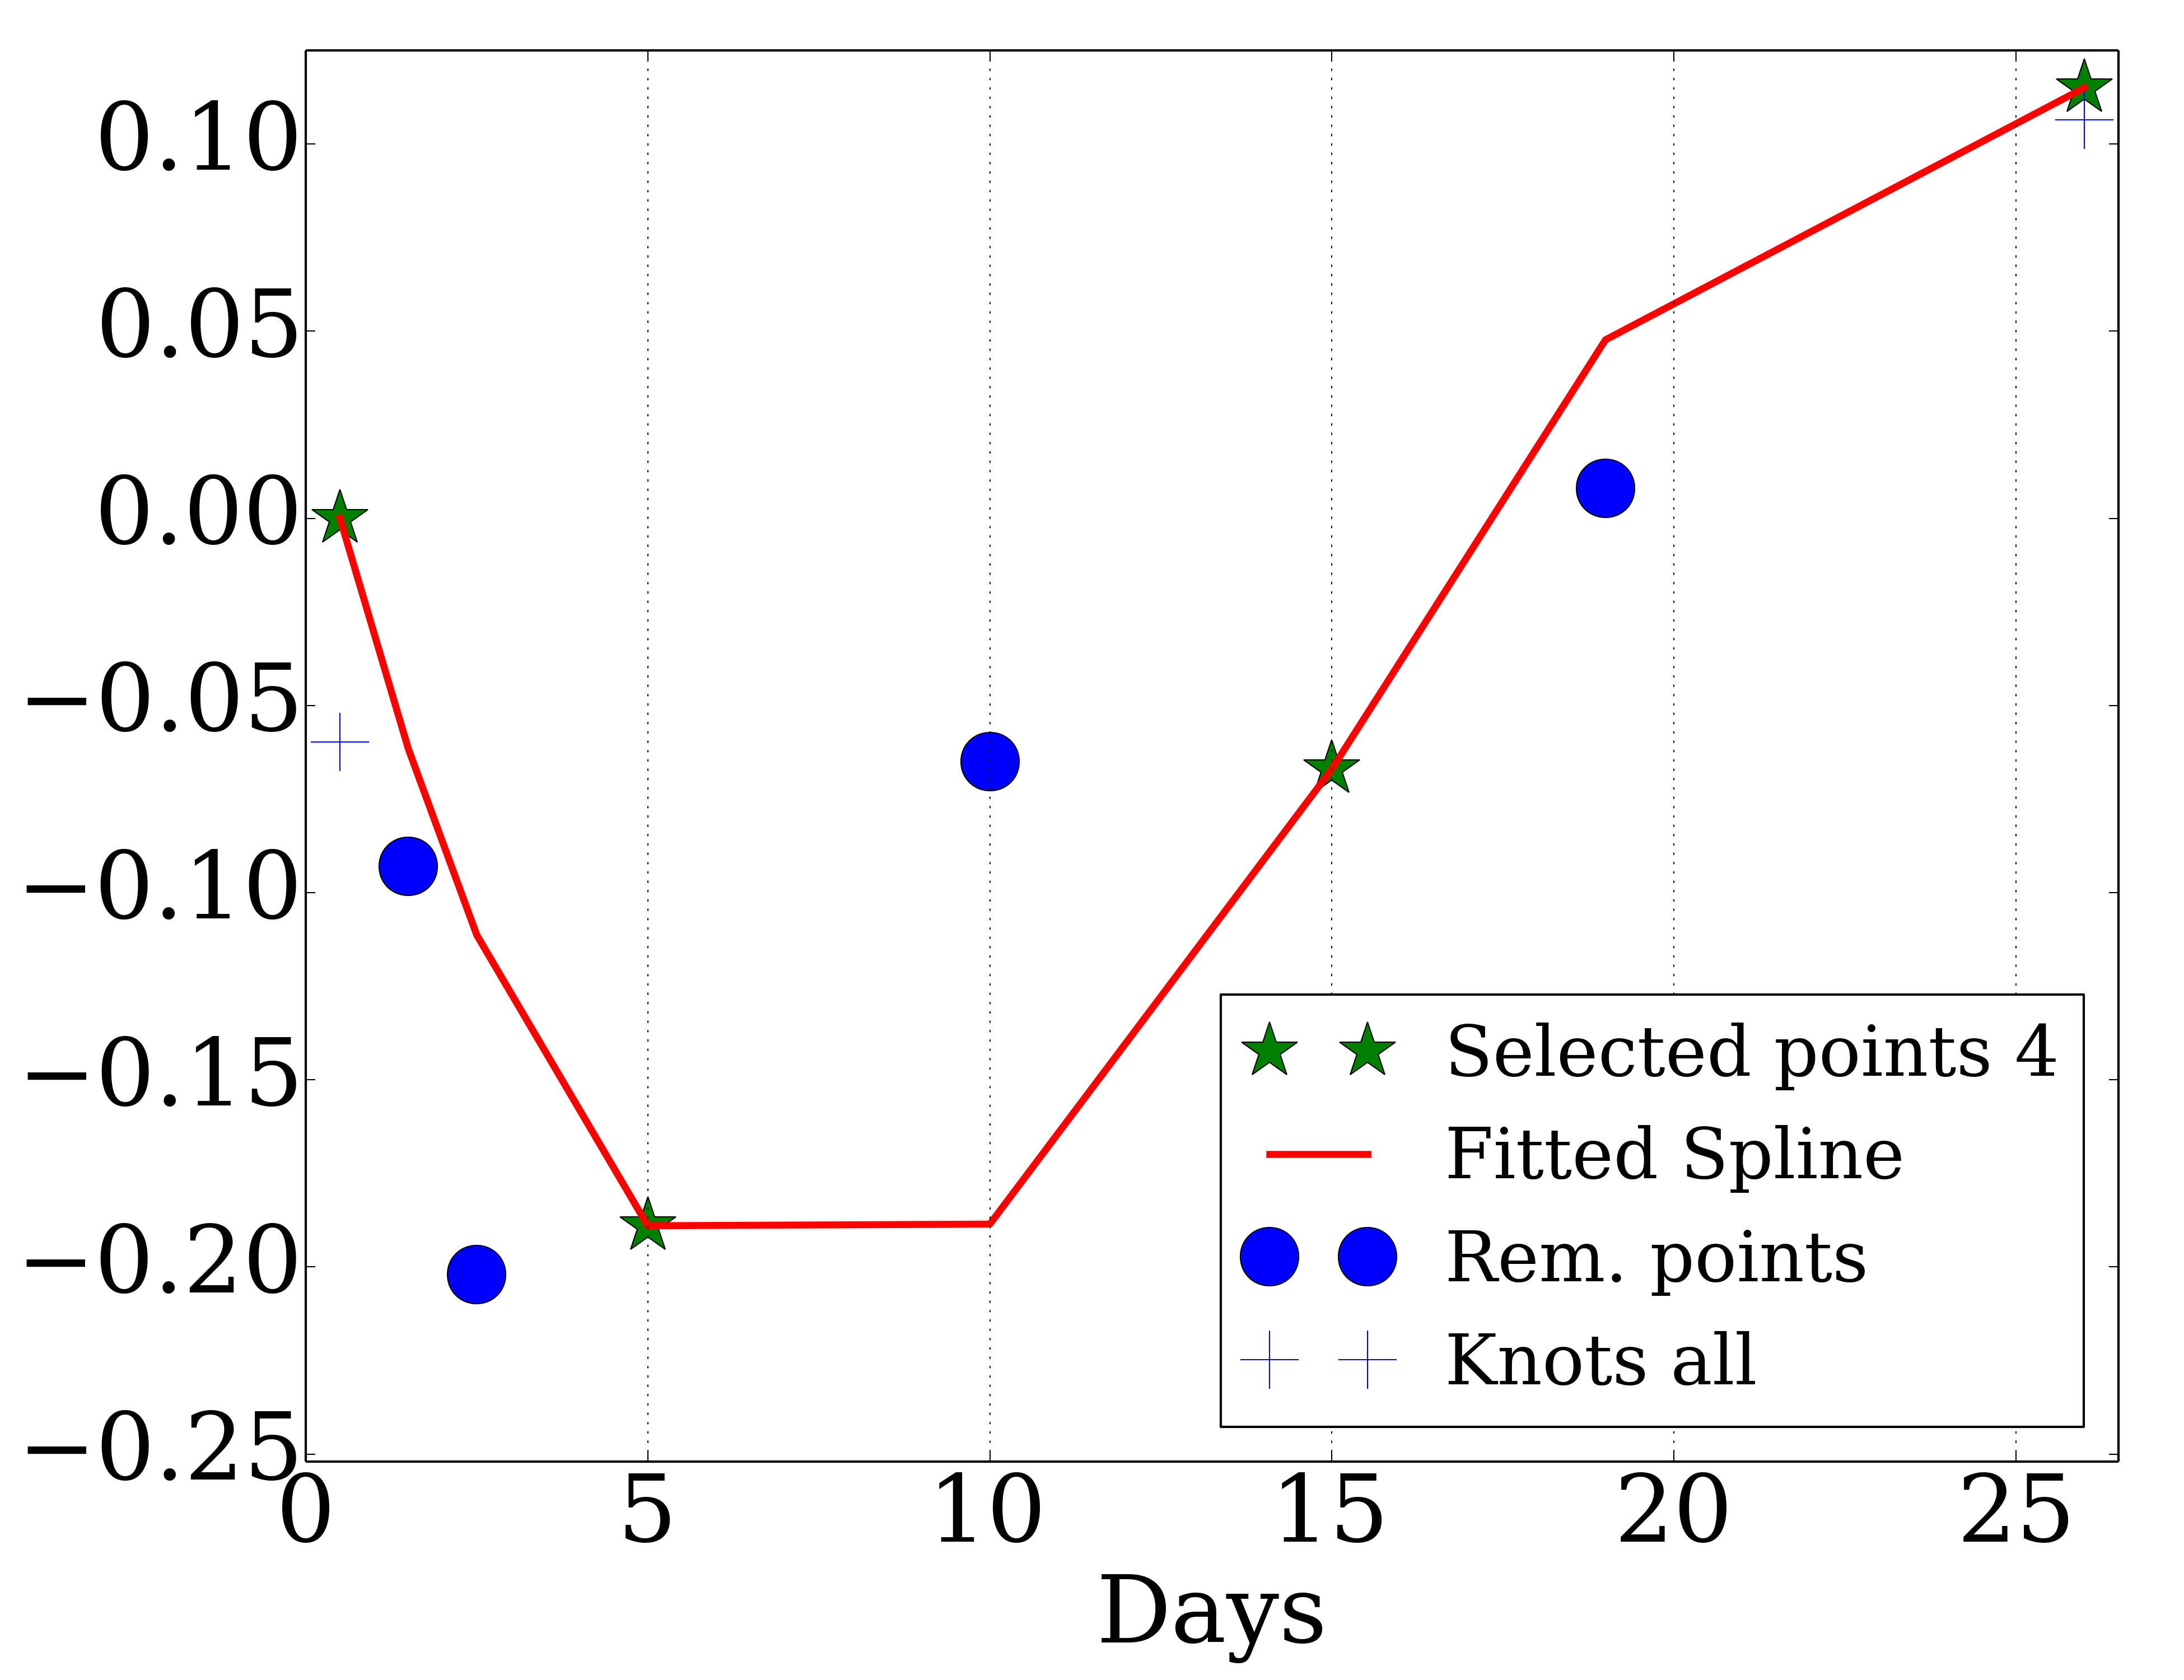 0.10
0.05
0.00
−0.05
−0.10
−0.15
−0.20
−0.25
0 5 10 15 20 25
Days
Selected points 4
Fitted Spline
Rem. points
Knots all